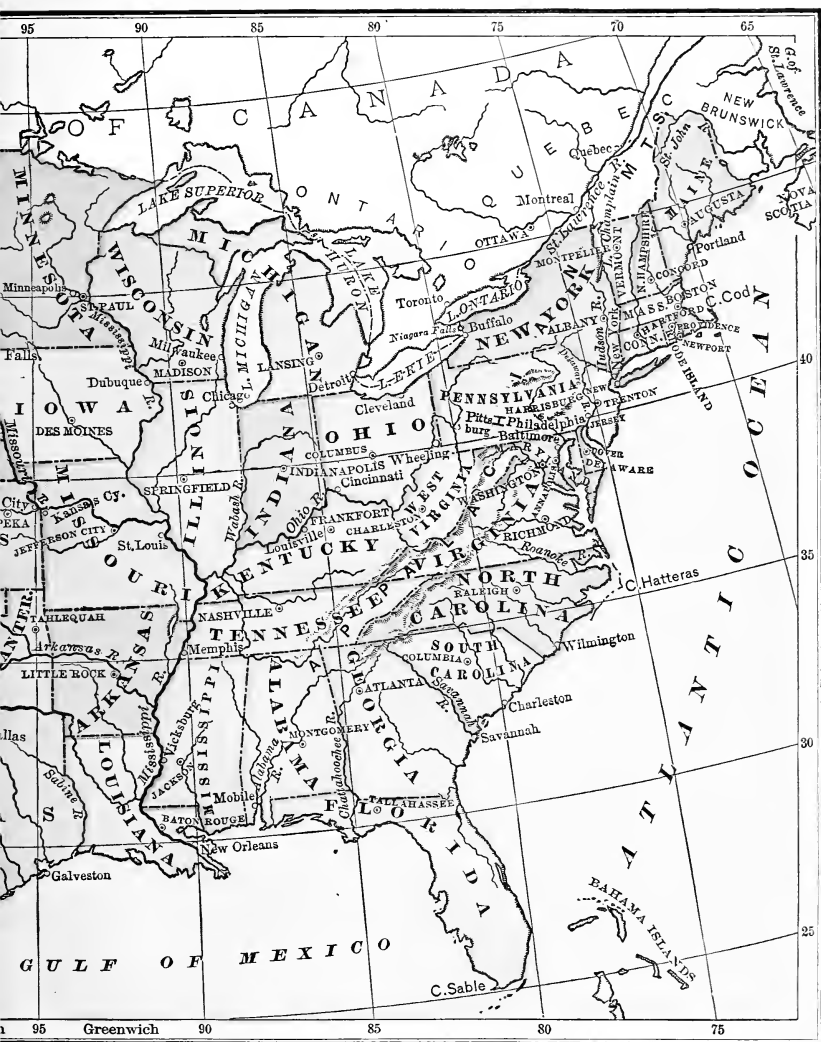 95 90 85 80 75 70 65
G. of St. Lawrence
OF CANADA
NEW BRUNSWICK
QUEBEC
Quebec
M T S
St. John R.
MAINE
NOVA SCOTIA
MINNESOTA
LAKE SUPERIOR
ONTARIO
Montreal
St. Lawrence
L. Champlain
AUGUSTA
OTTAWA
MICHIGAN
LAKE HURON
MONTPELIER
VERMONT
N. HAMPSHIRE
Portland
WISCONSIN
CONCORD
Minneapolis
ST. PAUL
Mississippi R.
L. MICHIGAN
Toronto
L. ONTARIO
Niagara Falls
Buffalo
NEW YORK
ALBANY
Hudson R.
MASS.
BOSTON
C. Cod
HARTFORD
PROVIDENCE
CONN.
NEWPORT
RHODE ISLAND
New York
Falls
Milwaukee
MADISON
LANSING
Detroit
L. ERIE
40
Dubuque
Chicago
Cleveland
PENNSYLVANIA
Delaware
HARRISBURG
NEW JERSEY
TRENTON
IOWA
DES MOINES
Pittsburg
Philadelphia
OHIO
Baltimore
Missouri R.
ILLINOIS
INDIANA
COLUMBUS
Wheeling
MARY
DOVER
DELAWARE
INDIANAPOLIS
Cincinnati
WEST VIRGINIA
WASHINGTON
ANNAPOLIS
SPRINGFIELD
Wabash R.
City
Kansas Cy.
PEKA
S
JEFFERSON CITY
St. Louis
MISSOURI
Ohio R.
FRANKFORT
Louisville
CHARLESTON
VIRGINIA
RICHMOND
KENTUCKY
Roanoke R.
35
APPALACHIAN
NORTH CAROLINA
RALEIGH
C. Hatteras
NASHVILLE
TENNESSEE
TAHLEQUAH
TER.
Memphis
Arkansas R.
ARKANSAS
LITTLE ROCK
SOUTH CAROLINA
COLUMBIA
Wilmington
ATLANTA
Savannah R.
Charleston
Savannah
GEORGIA
ALABAMA
MISSISSIPPI
Mississippi R.
Vicksburg
JACKSON
MONTGOMERY
Alabama R.
Chattahoochee R.
30
llas
LOUISIANA
Sabine R.
S
Mobile
BATON ROUGE
New Orleans
TALLAHASSEE
FLORIDA
ATLANTIC OCEAN
Galveston
BAHAMA ISLANDS
25
GULF OF MEXICO
C. Sable
95 Greenwich 90 85 80 75